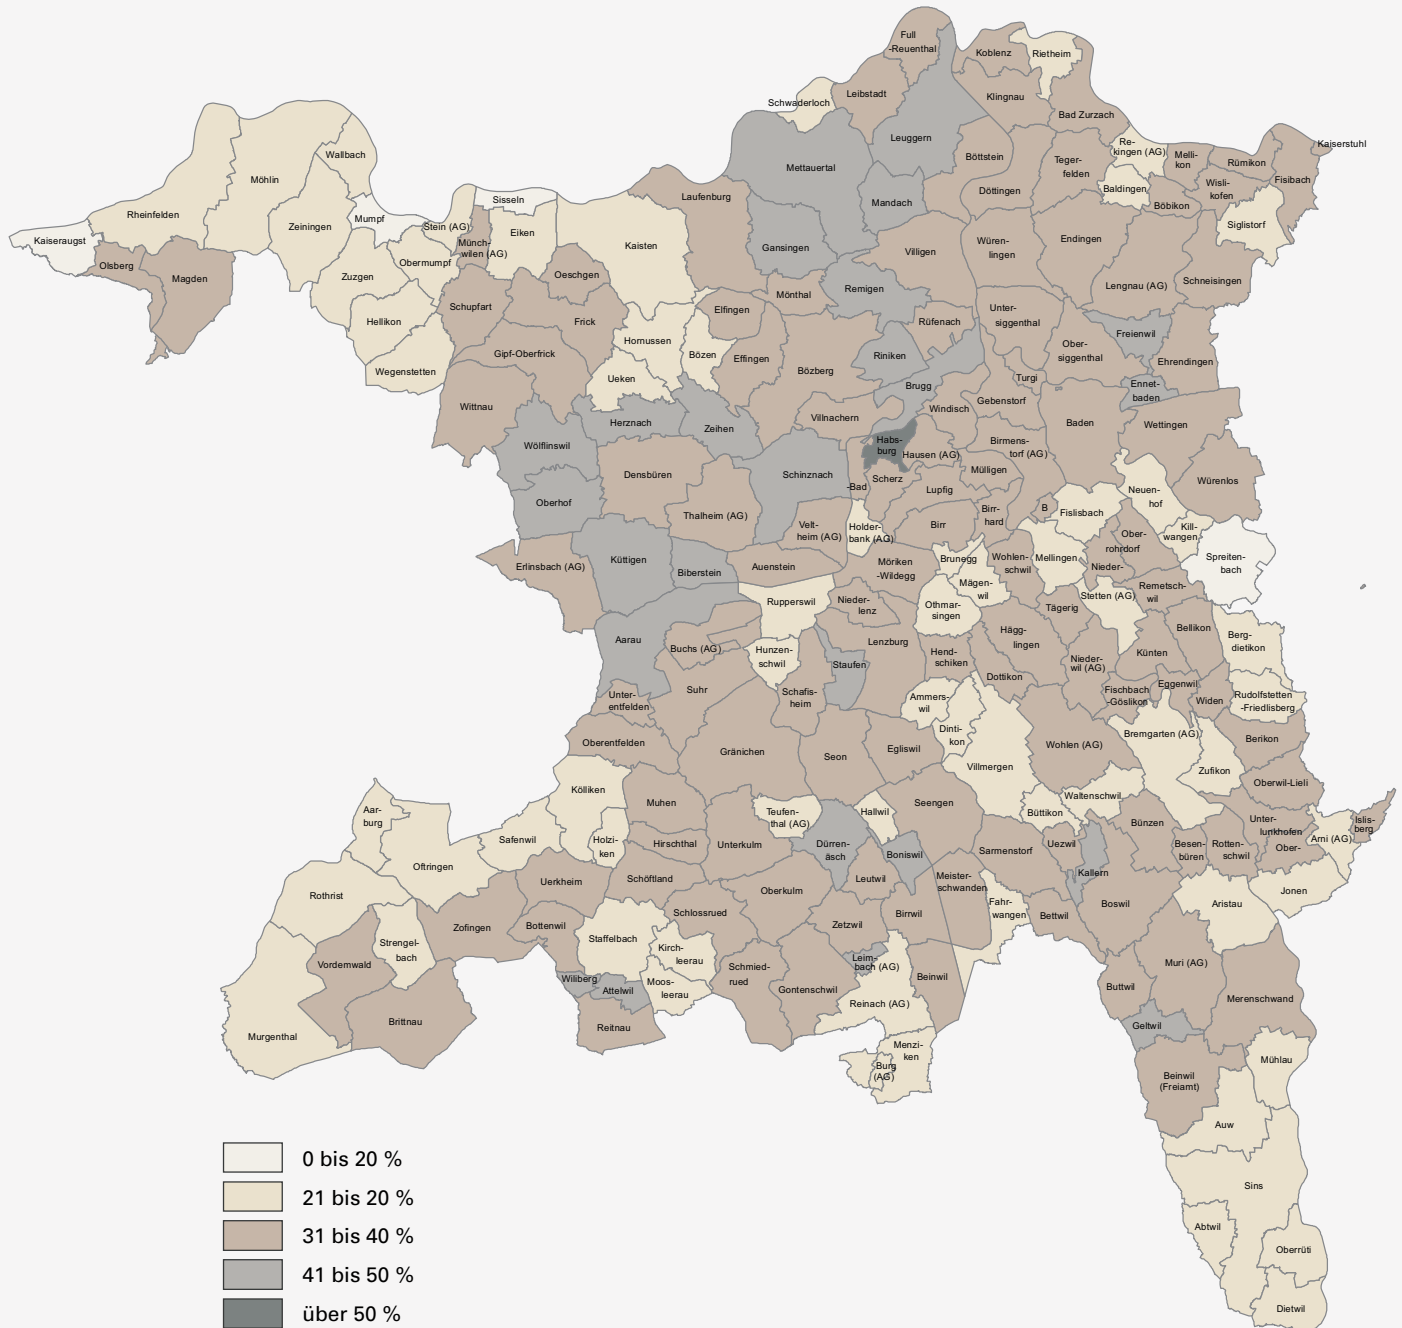 Full
-Reuenthal
Koblenz
Rietheim
Schwaderloch
Leibstadt
Klingnau
Bad Zurzach
Leuggern
Kaiserstuhl
Re-
kingen (AG)
Melli-
kon
Rümikon
Fisibach
Wallbach
Mettauertal
Böttstein
Teger-
felden
Möhlin
Döttingen
Baldingen
Wisli-
kofen
Böbikon
Laufenburg
Mandach
Sisseln
Rheinfelden
Mumpf
Zeiningen
Stein (AG)
Eiken
Siglistorf
Kaiseraugst
Münch-
wilen (AG)
Kaisten
Gansingen
Villigen
Würen-
lingen
Endingen
Olsberg
Magden
Obermumpf
Zuzgen
Oeschgen
Mönthal
Remigen
Lengnau (AG)
Schneisingen
Schupfart
Elfingen
Unter-
siggenthal
Hellikon
Frick
Rüfenach
Hornussen
Freienwil
Gipf-Oberfrick
Bözen
Effingen
Riniken
Ober-
siggenthal
Ehrendingen
Wegenstetten
Ueken
Bözberg
Brugg
Turgi
Ennet-
baden
Wittnau
Windisch
Gebenstorf
Herznach
Zeihen
Villnachern
Baden
Wettingen
Wölflinswil
Habs-
burg
Hausen (AG)
Birmens-
torf (AG)
Densbüren
Schinznach
-Bad
Scherz
Mülligen
Würenlos
Oberhof
Lupfig
Neuen-
hof
Thalheim (AG)
Velt-
heim (AG)
Holder-
bank (AG)
Birr
Birr-
hard
B
Fislisbach
Kill-
wangen
Ober-
rohrdorf
Spreiten-
bach
Küttigen
Erlinsbach (AG)
Biberstein
Auenstein
Möriken
-Wildegg
Brunegg
Wohlen-
schwil
Mellingen
Nieder-
Mägen-
wil
Remetsch-
wil
Stetten (AG)
Rupperswil
Nieder-
lenz
Othmar-
singen
Tägerig
Aarau
Buchs (AG)
Hunzen-
schwil
Lenzburg
Hägg-
lingen
Bellikon
Berg-
dietikon
Staufen
Hend-
schiken
Nieder-
wil (AG)
Künten
Dottikon
Suhr
Schafis-
heim
Fischbach
-Göslikon
Eggenwil
Widen
Rudolfstetten
-Friedlisberg
Unter-
entfelden
Ammers-
wil
Oberentfelden
Gränichen
Seon
Egliswil
Dinti-
kon
Wohlen (AG)
Bremgarten (AG)
Berikon
Villmergen
Zufikon
Oberwil-Lieli
Kölliken
Muhen
Teufen-
thal (AG)
Hallwil
Seengen
Waltenschwil
Büttikon
Aar-
burg
Bünzen
Unter-
lunkhofen
Islis-
berg
Arni (AG)
Safenwil
Holzi-
ken
Hirschthal
Unterkulm
Dürren-
äsch
Boniswil
Sarmenstorf
Uezwil
Besen-
büren
Rotten-
schwil
Ober-
Oftringen
Kallern
Rothrist
Uerkheim
Schöftland
Oberkulm
Leutwil
Meister-
schwanden
Jonen
Aristau
Fahr-
wangen
Bettwil
Boswil
Zofingen
Bottenwil
Schlossrued
Zetzwil
Birrwil
Strengel-
bach
Staffelbach
Kirch-
leerau
Vordemwald
Schmied-
rued
Leim-
bach (AG)
Muri (AG)
Wiliberg
Attelwil
Moos-
leerau
Gontenschwil
Beinwil
Buttwil
Merenschwand
Reinach (AG)
Brittnau
Reitnau
Geltwil
Murgenthal
Menzi-
ken
Burg
(AG)
Mühlau
Beinwil
(Freiamt)
Auw
Sins
Abtwil
Oberrüti
Dietwil
0 bis 20 %
21 bis 20 %
31 bis 40 %
41 bis 50 %
über 50 %